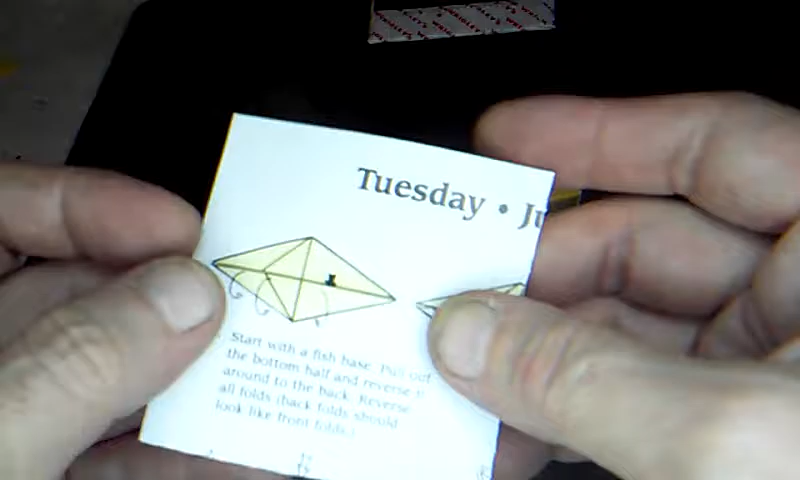 Tuesday • Ju
Start with a fish base. Pull out
the bottom half and reverse it
around to the back. Reverse
all folds (back folds should
look like front folds)